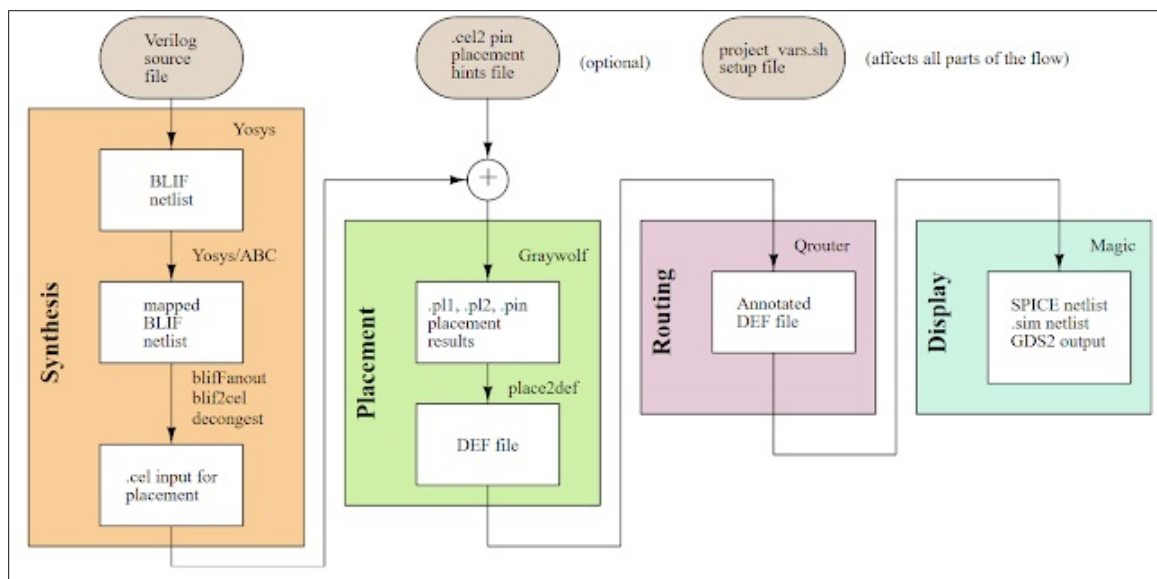 Verilog
source
file
.cel2 pin
placement
hints file
(optional)
project_vars.sh
setup file
(affects all parts of the flow)
Synthesis
Yosys
BLIF
netlist
Yosys/ABC
mapped
BLIF
netlist
blifFanout
blif2cel
decongest
.cel input for
placement
+
Placement
Graywolf
.pl1, .pl2, .pin
placement
results
place2def
DEF file
Routing
Qrouter
Annotated
DEF file
Display
Magic
SPICE netlist
.sim netlist
GDS2 output